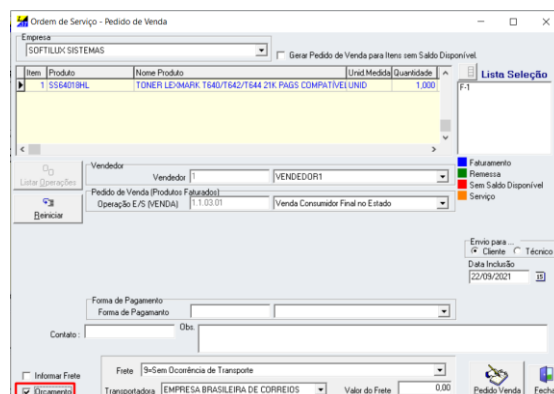 Ordem de Serviço - Pedido de Venda
Empresa
SOFTILUX SISTEMAS
Gerar Pedido de Venda para Itens sem Saldo Disponível.
Item Produto Nome Produto Unid.Medida Quantidade
1 SS64018HL TONER LEXMARK T640/T642/T644 21K PAGS COMPATÍVEL UNID 1,000
Lista Seleção
F-1
Listar Operações
Reiniciar
Vendedor
Vendedor 1 VENDEDOR1
Pedido de Venda (Produtos Faturados)
Operação E/S (VENDA) 1.1.03.01 Venda Consumidor Final no Estado
Faturamento
Remessa
Sem Saldo Disponível
Serviço
Envio para ...
Cliente Técnico
Data Inclusão
22/09/2021 15
Forma de Pagamento
Forma de Pagamanto
Contato :
Obs.
Informar Frete
Orçamento
Frete 9=Sem Ocorrência de Transporte
Transportadora EMPRESA BRASILEIRA DE CORREIOS Valor do Frete 0,00
Pedido Venda
Fecha